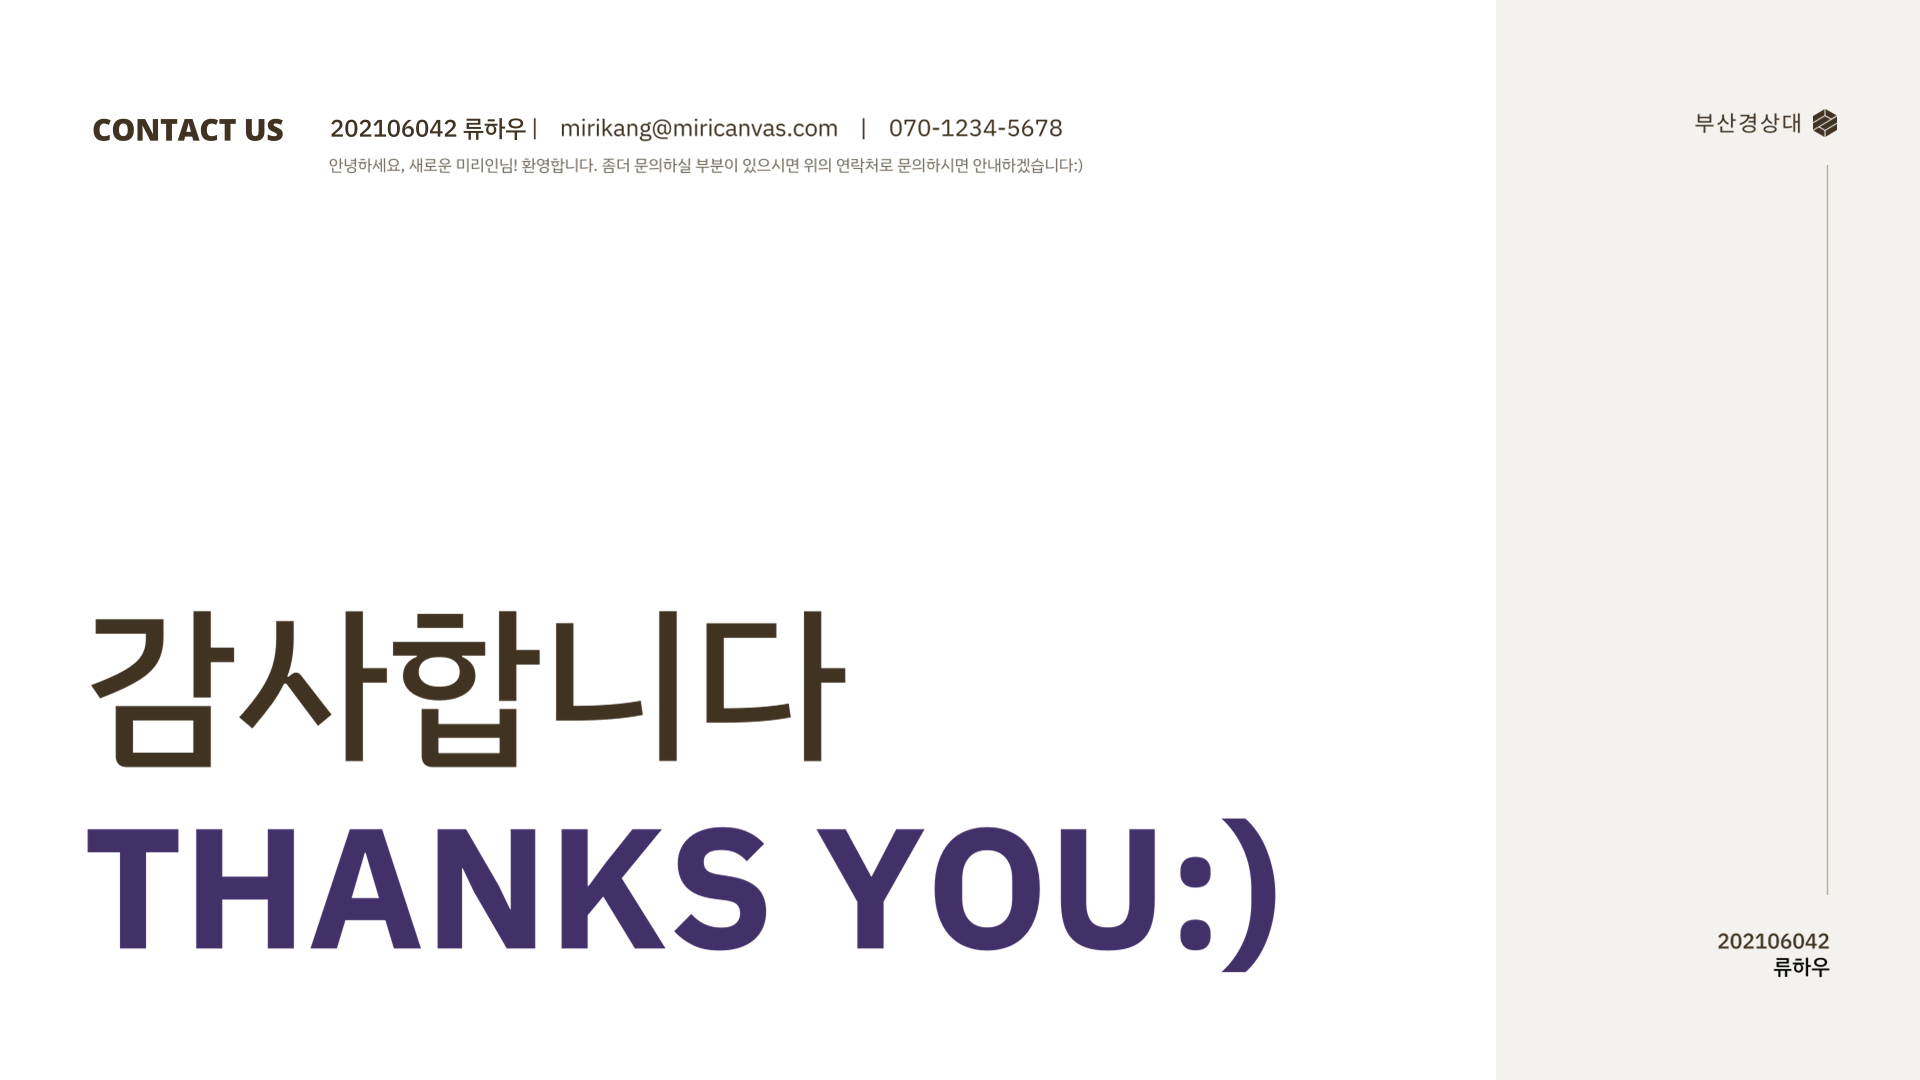 CONTACT US
202106042 류하우 | mirikang@miricanvas.com | 070-1234-5678
안녕하세요, 새로운 미리인님! 환영합니다. 좀더 문의하실 부분이 있으시면 위의 연락처로 문의하시면 안내하겠습니다:)
부산경상대
감사합니다
THANKS YOU:)
202106042
류하우